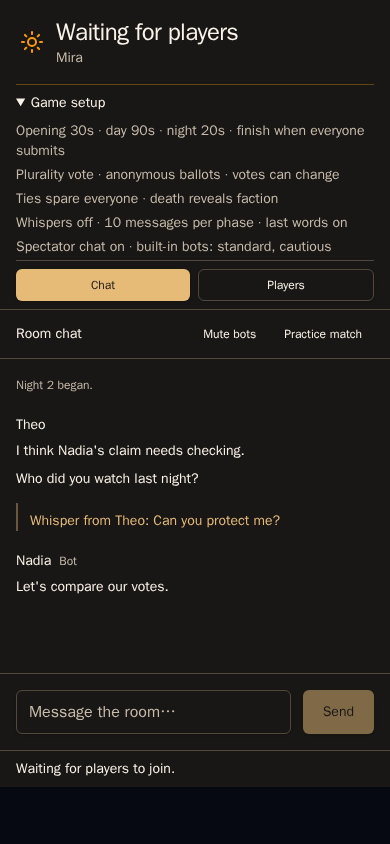 Waiting for players
Mira
▼ Game setup
Opening 30s · day 90s · night 20s · finish when everyone
submits
Plurality vote · anonymous ballots · votes can change
Ties spare everyone · death reveals faction
Whispers off · 10 messages per phase · last words on
Spectator chat on · built-in bots: standard, cautious
Chat
Players
Room chat
Mute bots
Practice match
Night 2 began.
Theo
I think Nadia's claim needs checking.
Who did you watch last night?
Whisper from Theo: Can you protect me?
Nadia Bot
Let's compare our votes.
Message the room···
Send
Waiting for players to join.